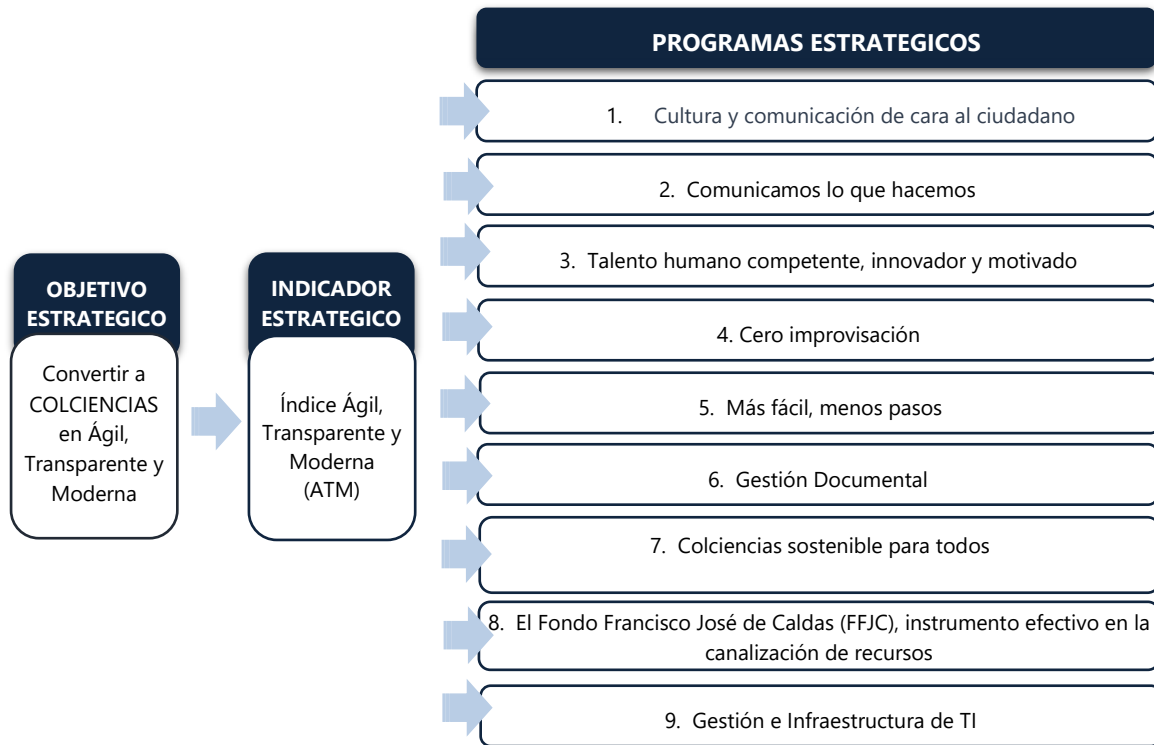 PROGRAMAS ESTRATEGICOS
1. Cultura y comunicación de cara al ciudadano
2. Comunicamos lo que hacemos
3. Talento humano competente, innovador y motivado
4. Cero improvisación
5. Más fácil, menos pasos
6. Gestión Documental
7. Colciencias sostenible para todos
8. El Fondo Francisco José de Caldas (FFJC), instrumento efectivo en la
canalización de recursos
9. Gestión e Infraestructura de TI
OBJETIVO
ESTRATEGICO
Convertir a
COLCIENCIAS
en Ágil,
Transparente y
Moderna
INDICADOR
ESTRATEGICO
Índice Ágil,
Transparente y
Moderna
(ATM)